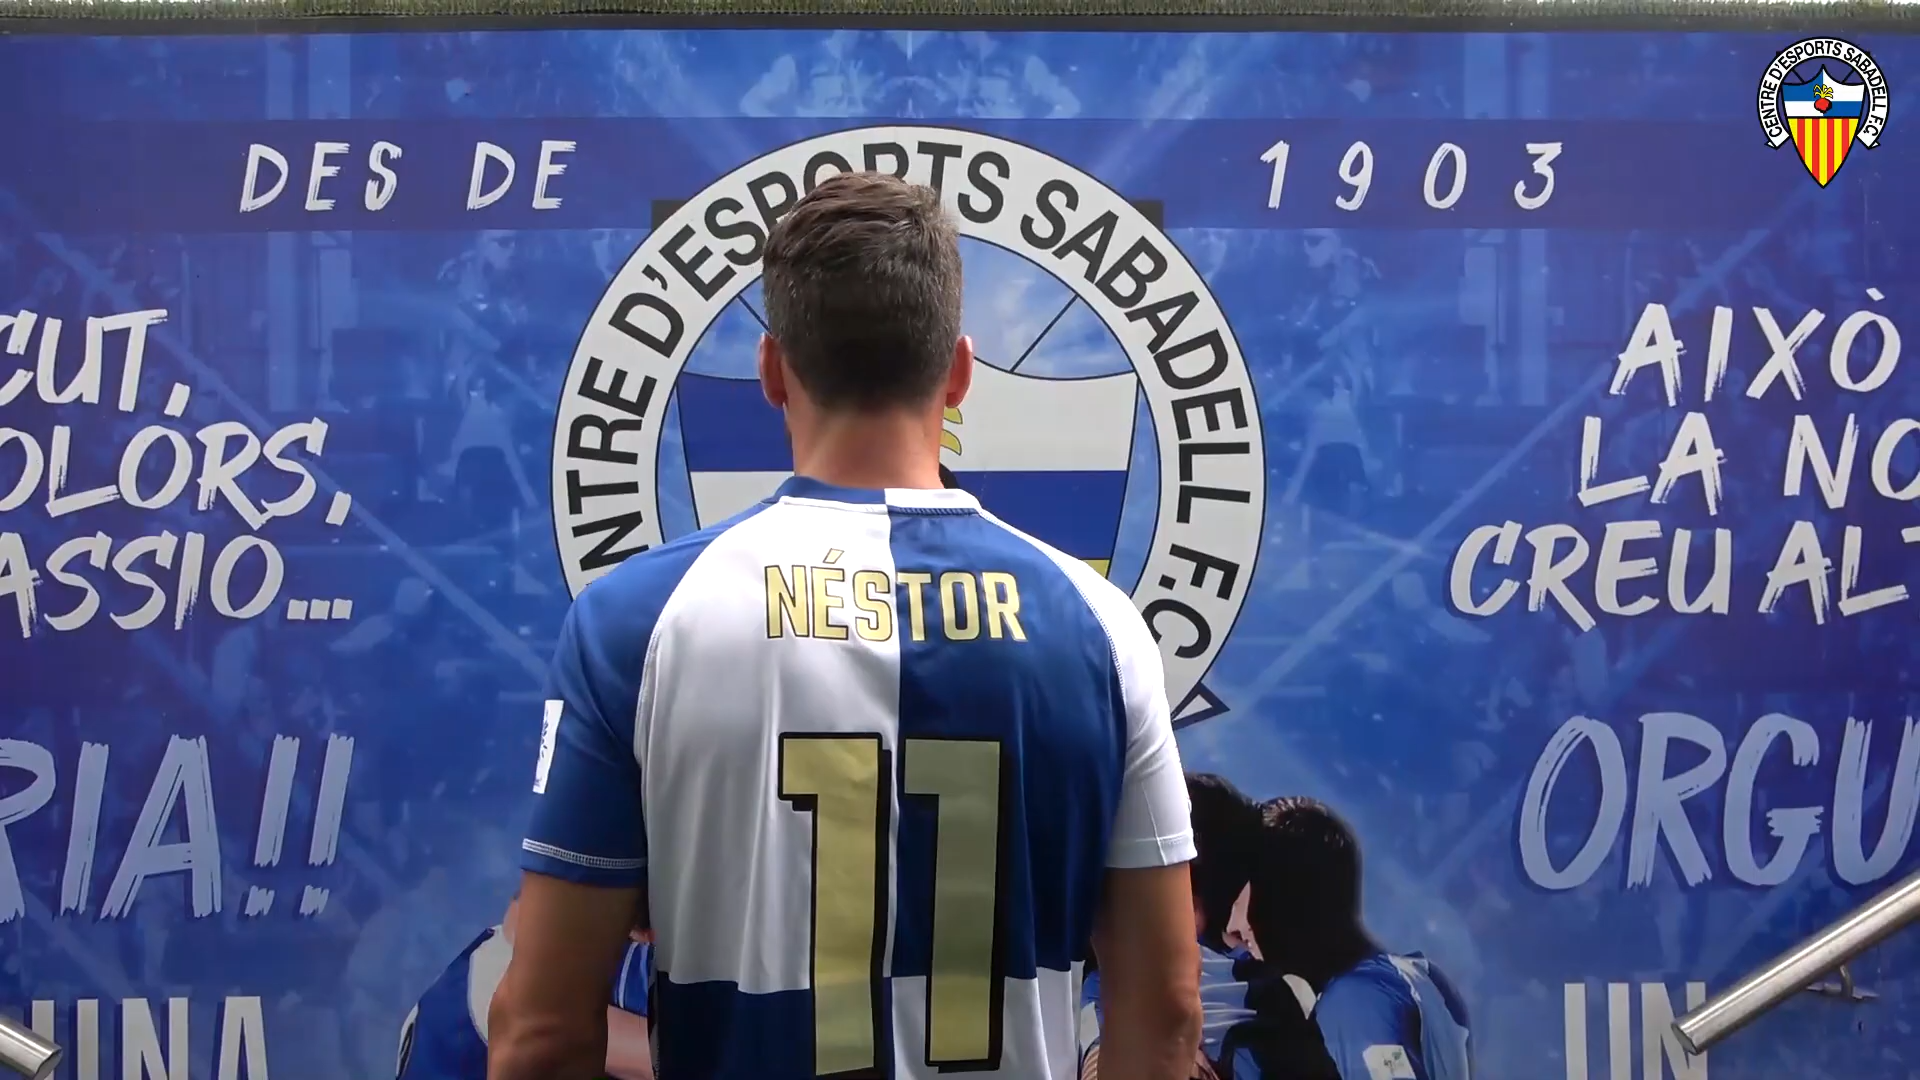 DES DE 1903
CENTRE D'ESPORTS SABADELL F.C.
NTRE D'ESPORTS SABADELL F.C.
CUT,
OLORS,
ASSIO...
RIA!!
UNA
AIXÒ
LA NO
CREU ALT
ORGU
UN
NÉSTOR
11